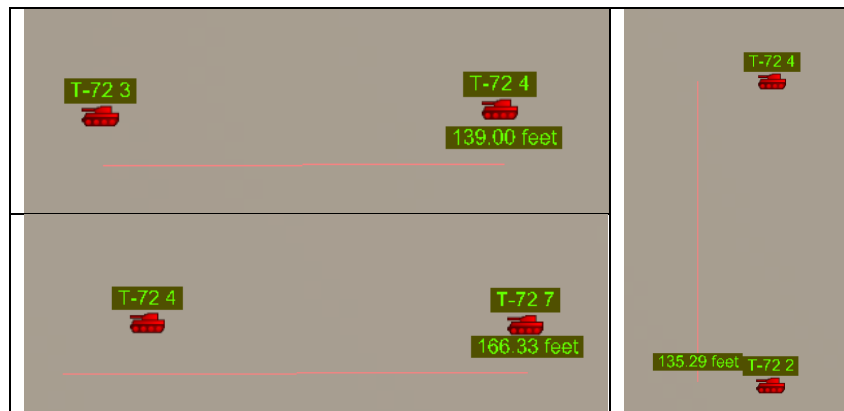 T-72 3
T-72 4
139.00 feet
T-72 4
T-72 7
166.33 feet
T-72 4
135.29 feet
T-72 2